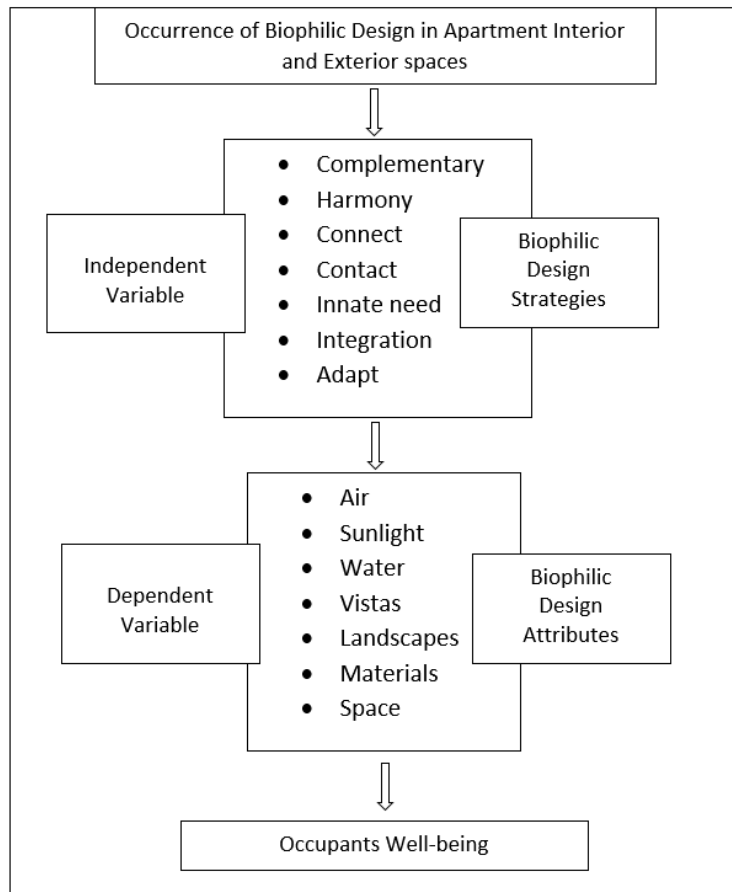 Occurrence of Biophilic Design in Apartment Interior
and Exterior spaces
• Complementary
• Harmony
• Connect
• Contact
• Innate need
• Integration
• Adapt
Independent
Variable
Biophilic
Design
Strategies
• Air
• Sunlight
• Water
• Vistas
• Landscapes
• Materials
• Space
Dependent
Variable
Biophilic
Design
Attributes
Occupants Well-being